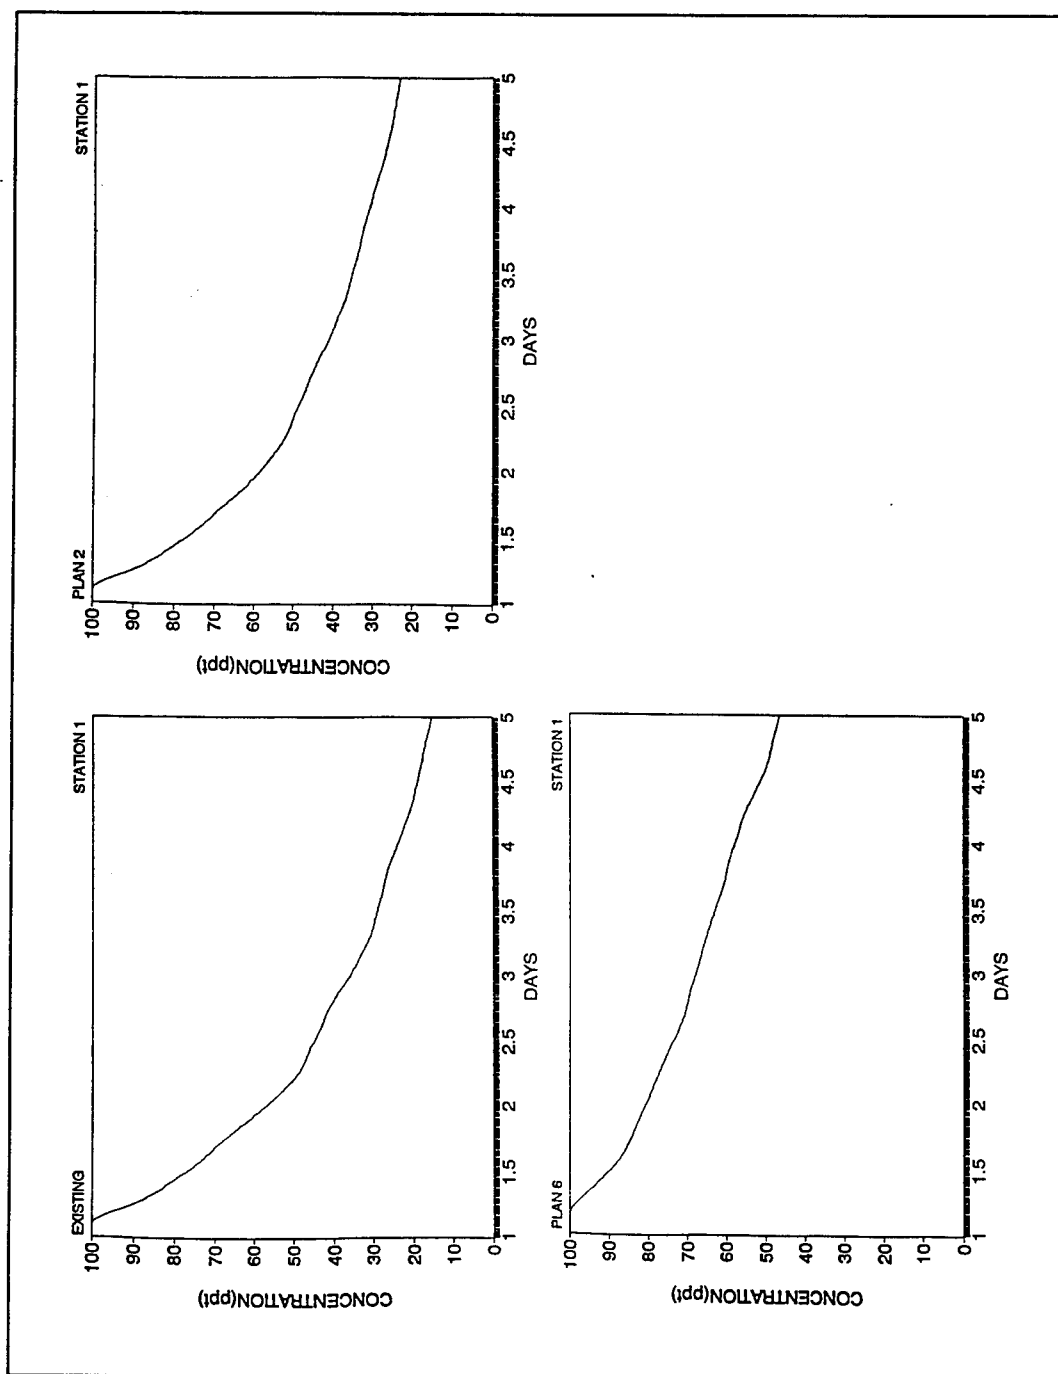 EXISTING
STATION 1
CONCENTRATION(ppt)
100
90
80
70
60
50
40
30
20
10
0
1 1.5 2 2.5 3 3.5 4 4.5 5
DAYS
PLAN 2
STATION 1
CONCENTRATION(ppt)
100
90
80
70
60
50
40
30
20
10
0
1 1.5 2 2.5 3 3.5 4 4.5 5
DAYS
PLAN 6
STATION 1
CONCENTRATION(ppt)
100
90
80
70
60
50
40
30
20
10
0
1 1.5 2 2.5 3 3.5 4 4.5 5
DAYS